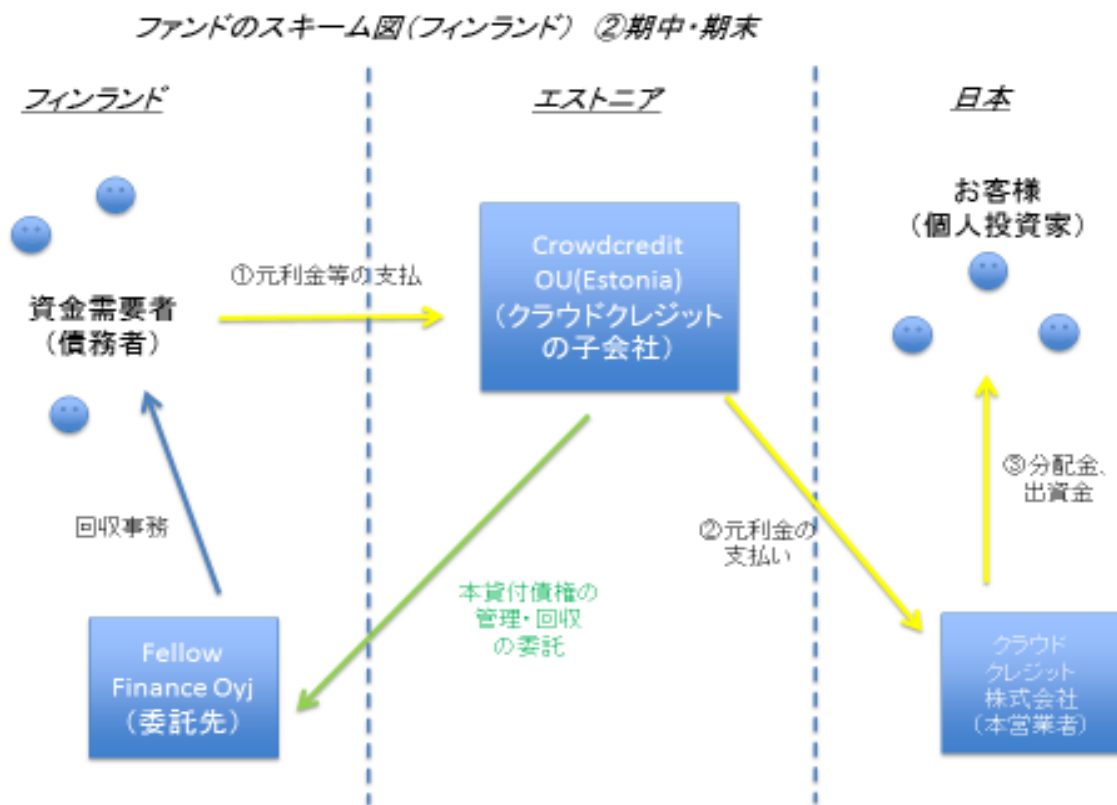 ファンドのスキーム図(フィンランド) ②期中・期末
フィンランド
エストニア
日本
お客様
(個人投資家)
Crowdcredit
OU(Estonia)
(クラウドクレジット
の子会社)
①元利金等の支払
資金需要者
(債務者)
③分配金、
出資金
回収事務
②元利金の
支払い
本貸付債権の
管理・回収
の委託
Fellow
Finance Oyj
(委託先)
クラウド
クレジット
株式会社
(本営業者)